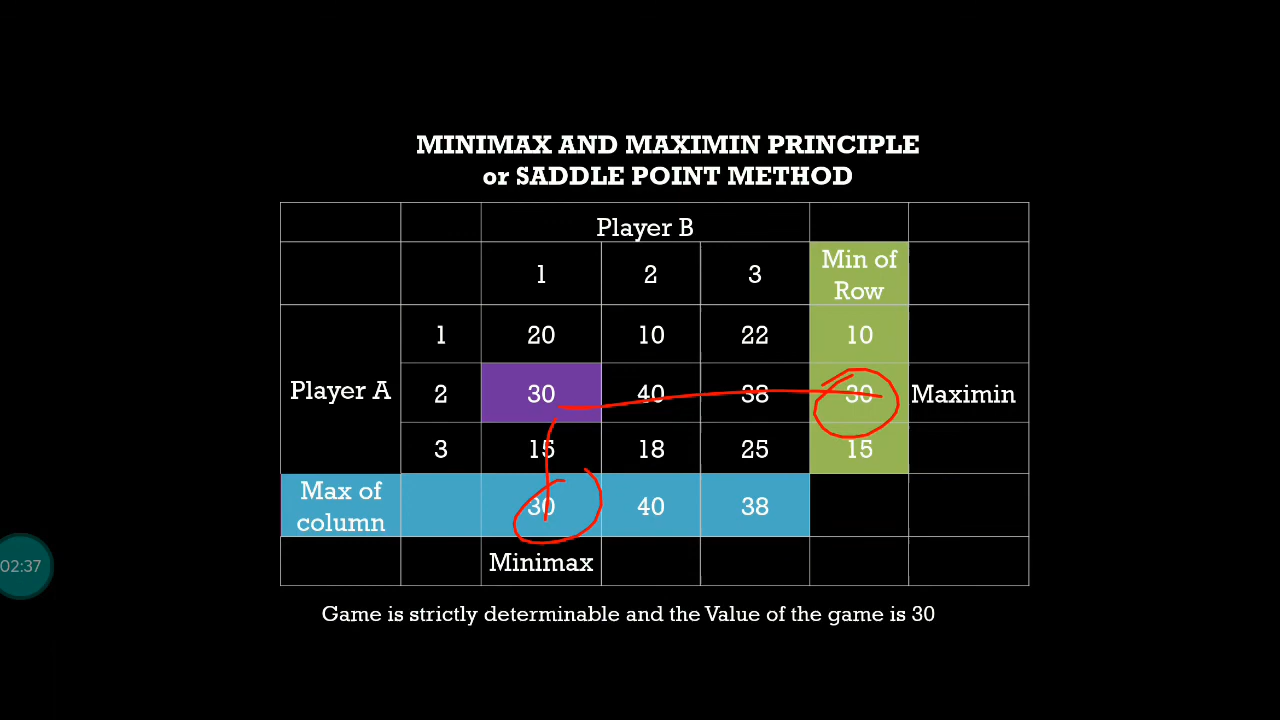 MINIMAX AND MAXIMIN PRINCIPLE
or SADDLE POINT METHOD
Player B
1 2 3 Min of Row
1 20 10 22 10
Player A 2 30 40 38 30 Maximin
3 15 18 25 15
Max of column 30 40 38
Minimax
02:37
Game is strictly determinable and the Value of the game is 30